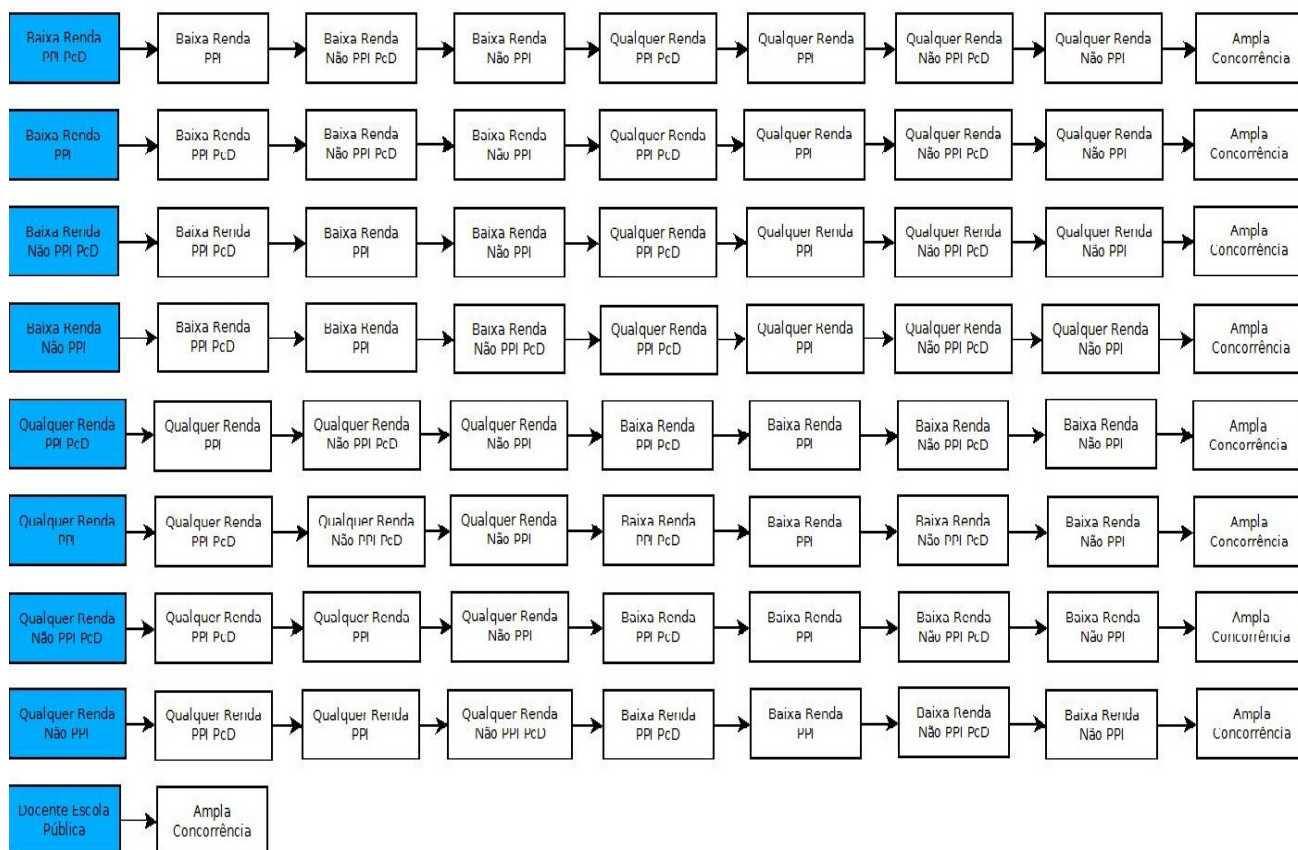 Baixa Renda
PPI PcD
Baixa Renda
PPI
Baixa Renda
Não PPI PcD
Baixa Renda
Não PPI
Qualquer Renda
PPI PcD
Qualquer Renda
PPI
Qualquer Renda
Não PPI PcD
Qualquer Renda
Não PPI
Ampla
Concorrência
Baixa Renda
PPI
Baixa Renda
PPI PcD
Baixa Renda
Não PPI PcD
Baixa Renda
Não PPI
Qualquer Renda
PPI PcD
Qualquer Renda
PPI
Qualquer Renda
Não PPI PcD
Qualquer Renda
Não PPI
Ampla
Concorrência
Baixa Renda
Não PPI PcD
Baixa Renda
PPI PcD
Baixa Renda
PPI
Baixa Renda
Não PPI
Qualquer Renda
PPI PcD
Qualquer Renda
PPI
Qualquer Renda
Não PPI PcD
Qualquer Renda
Não PPI
Ampla
Concorrência
Baixa Renda
Não PPI
Baixa Renda
PPI PcD
Baixa Renda
PPI
Baixa Renda
Não PPI PcD
Qualquer Renda
PPI PcD
Qualquer Renda
PPI
Qualquer Renda
Não PPI PcD
Qualquer Renda
Não PPI
Ampla
Concorrência
Qualquer Renda
PPI PcD
Qualquer Renda
PPI
Qualquer Renda
Não PPI PcD
Qualquer Renda
Não PPI
Baixa Renda
PPI PcD
Baixa Renda
PPI
Baixa Renda
Não PPI PcD
Baixa Renda
Não PPI
Ampla
Concorrência
Qualquer Renda
PPI
Qualquer Renda
PPI PcD
Qualquer Renda
Não PPI PcD
Qualquer Renda
Não PPI
Baixa Renda
PPI PcD
Baixa Renda
PPI
Baixa Renda
Não PPI PcD
Baixa Renda
Não PPI
Ampla
Concorrência
Qualquer Renda
Não PPI PcD
Qualquer Renda
PPI PcD
Qualquer Renda
PPI
Qualquer Renda
Não PPI
Baixa Renda
PPI PcD
Baixa Renda
PPI
Baixa Renda
Não PPI PcD
Baixa Renda
Não PPI
Ampla
Concorrência
Qualquer Renda
Não PPI
Qualquer Renda
PPI PcD
Qualquer Renda
PPI
Qualquer Renda
Não PPI PcD
Baixa Renda
PPI PcD
Baixa Renda
PPI
Baixa Renda
Não PPI PcD
Baixa Renda
Não PPI
Ampla
Concorrência
Docente Escola
Pública
Ampla
Concorrência